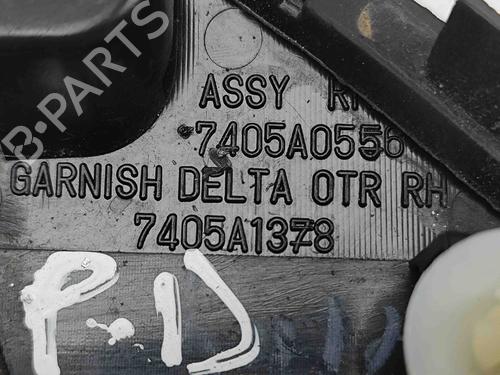 B-PARTS
ASSY RH
7405A0556
GARNISH DELTA OTR RH
7405A1378
P.D